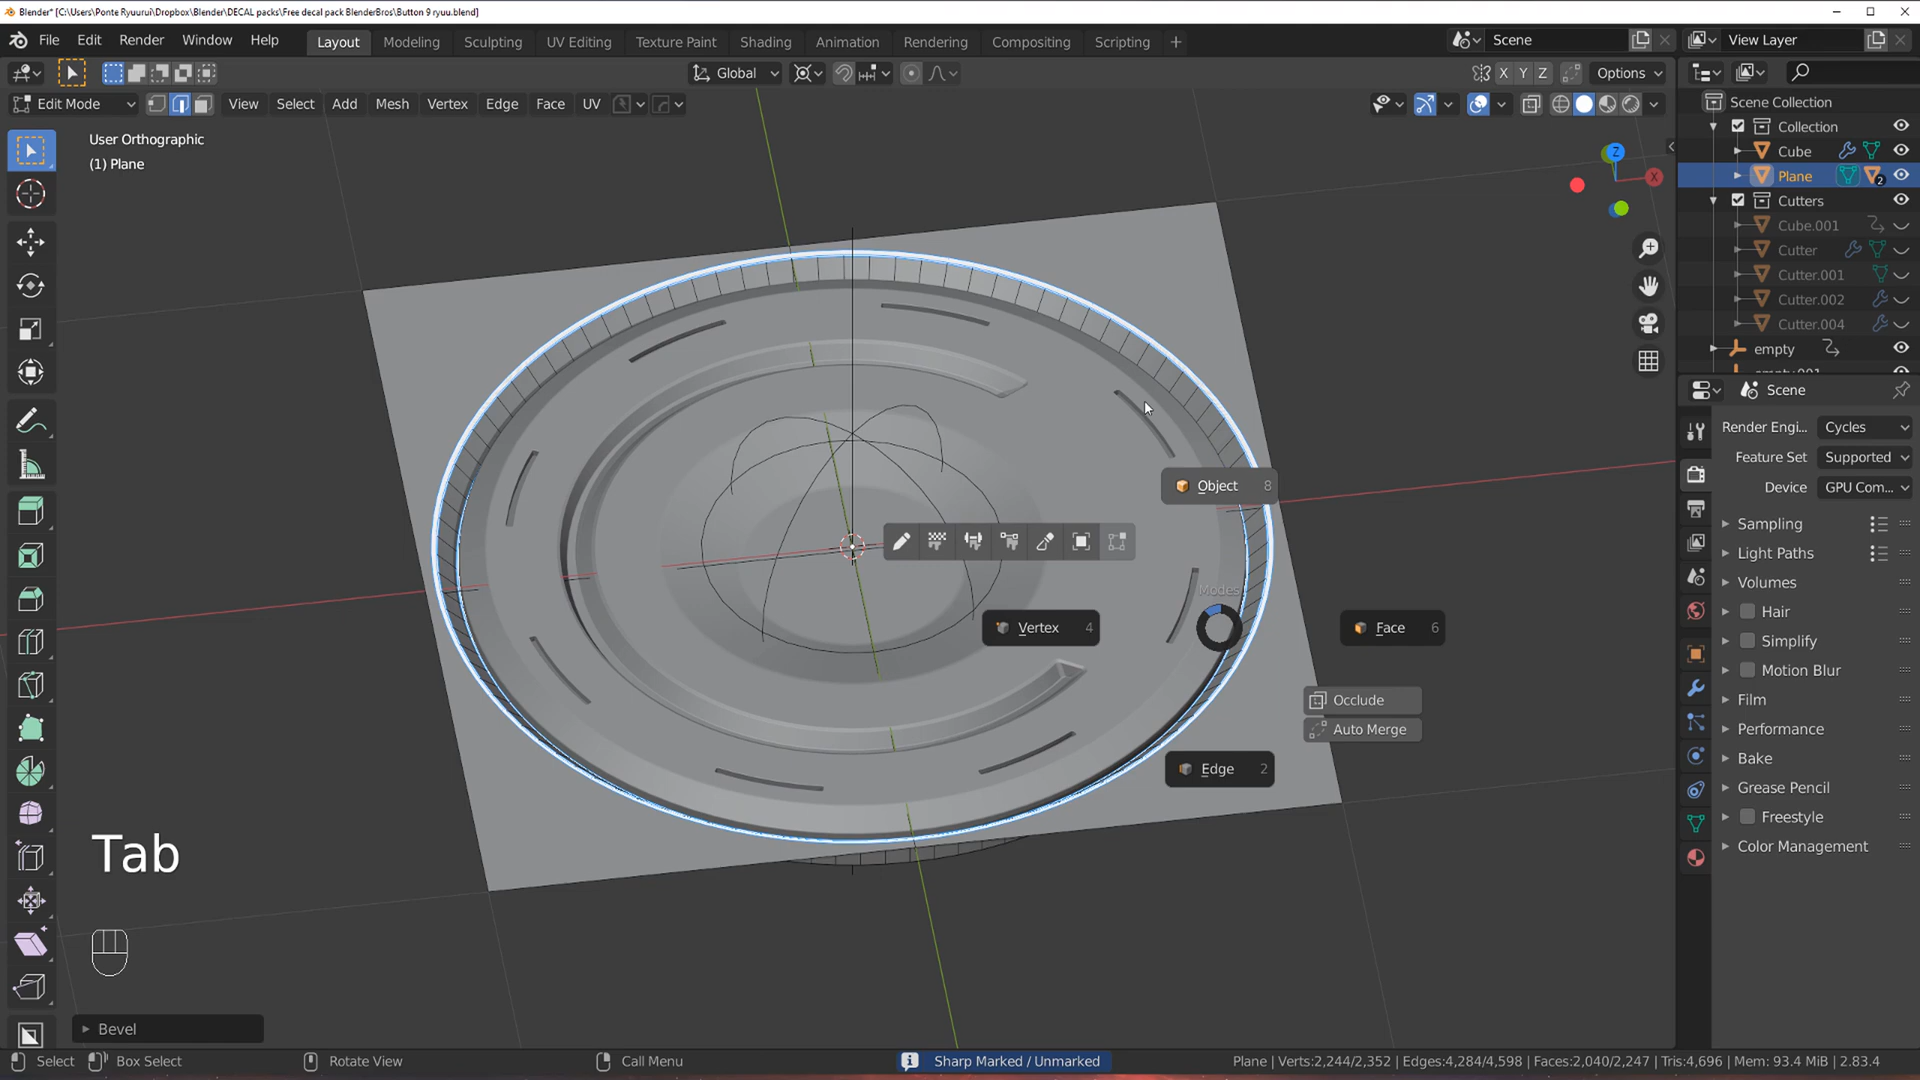 Blender* [C:\Users\Ponte Ryuurui\Dropbox\Blender\DECAL packs\Free decal pack BlenderBros\Button 9 ryuu.blend]
File Edit Render Window Help Layout Modeling Sculpting UV Editing Texture Paint Shading Animation Rendering Compositing Scripting + Scene View Layer
Global X Y Z Options
Edit Mode View Select Add Mesh Vertex Edge Face UV
User Orthographic
(1) Plane
Z
X
Scene Collection
Collection
Cube
Plane 2
Cutters
Cube.001
Cutter
Cutter.001
Cutter.002
Cutter.004
empty
empty.001
Scene
Render Engi... Cycles
Feature Set Supported
Device GPU Com...
Sampling
Light Paths
Volumes
Hair
Simplify
Motion Blur
Film
Performance
Bake
Grease Pencil
Freestyle
Color Management
Object 8
Modes
Vertex 4
Face 6
Occlude
Auto Merge
Edge 2
Tab
Bevel
Select Box Select Rotate View Call Menu Sharp Marked / Unmarked Plane | Verts:2,244/2,352 | Edges:4,284/4,598 | Faces:2,040/2,247 | Tris:4,696 | Mem: 93.4 MiB | 2.83.4